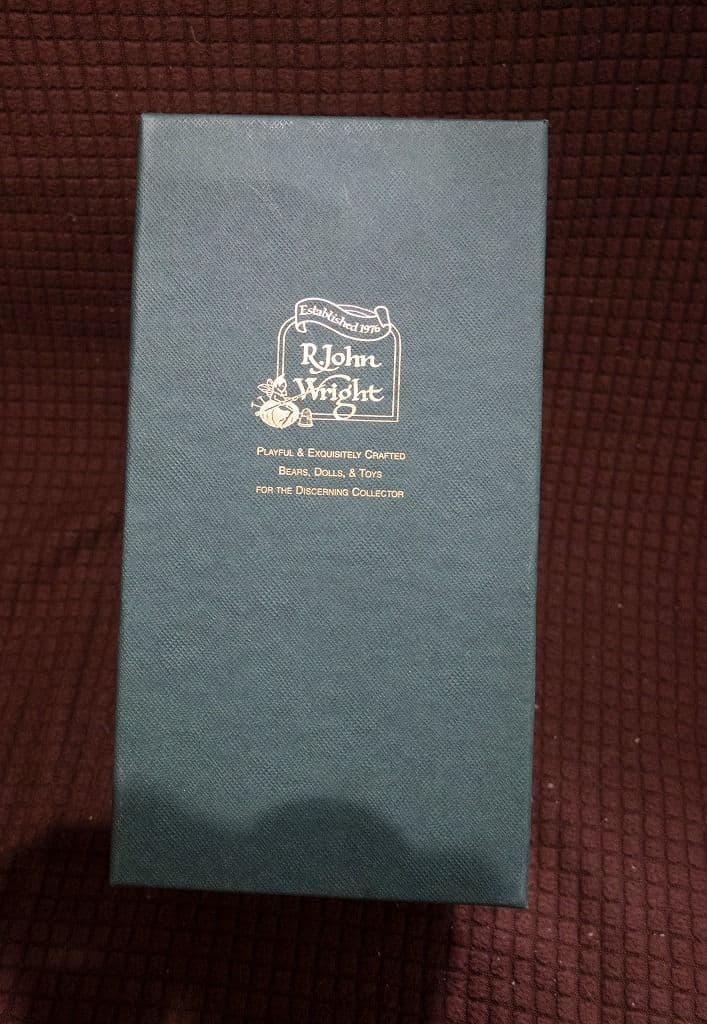 Established 1976
R. John
Wright
Playful & Exquisitely Crafted
Bears, Dolls, & Toys
for the Discerning Collector